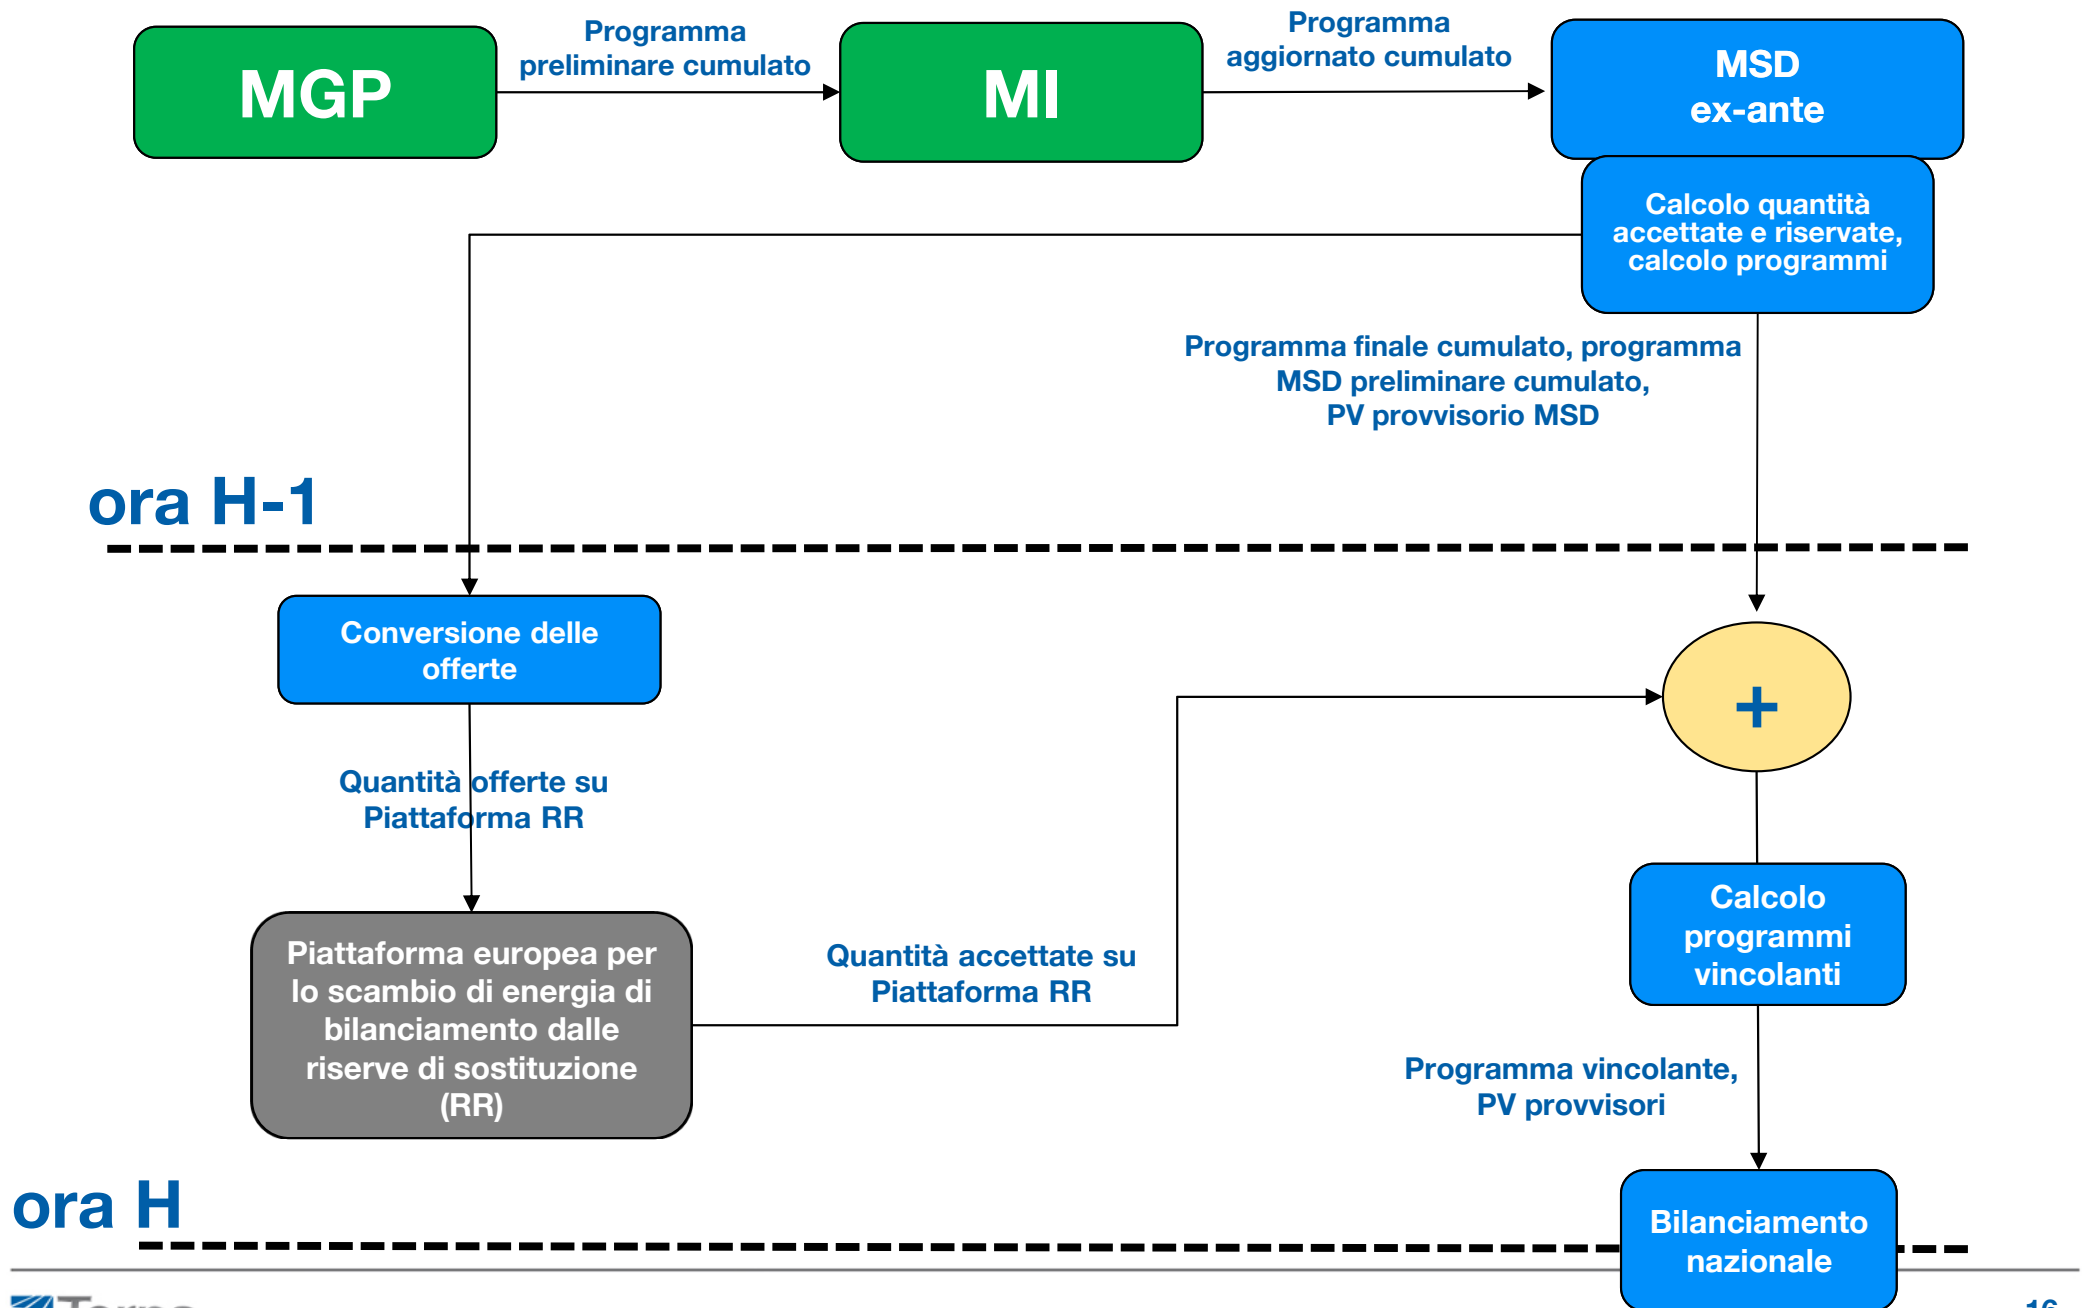 Programma
preliminare cumulato
Programma
aggiornato cumulato
MGP
MI
MSD
ex-ante
Calcolo quantità
accettate e riservate,
calcolo programmi
Programma finale cumulato, programma
MSD preliminare cumulato,
PV provvisorio MSD
ora H-1
Conversione delle
offerte
+
Quantità offerte su
Piattaforma RR
Calcolo
programmi
vincolanti
Piattaforma europea per
lo scambio di energia di
bilanciamento dalle
riserve di sostituzione
(RR)
Quantità accettate su
Piattaforma RR
Programma vincolante,
PV provvisori
ora H
Bilanciamento
nazionale
Terna
16